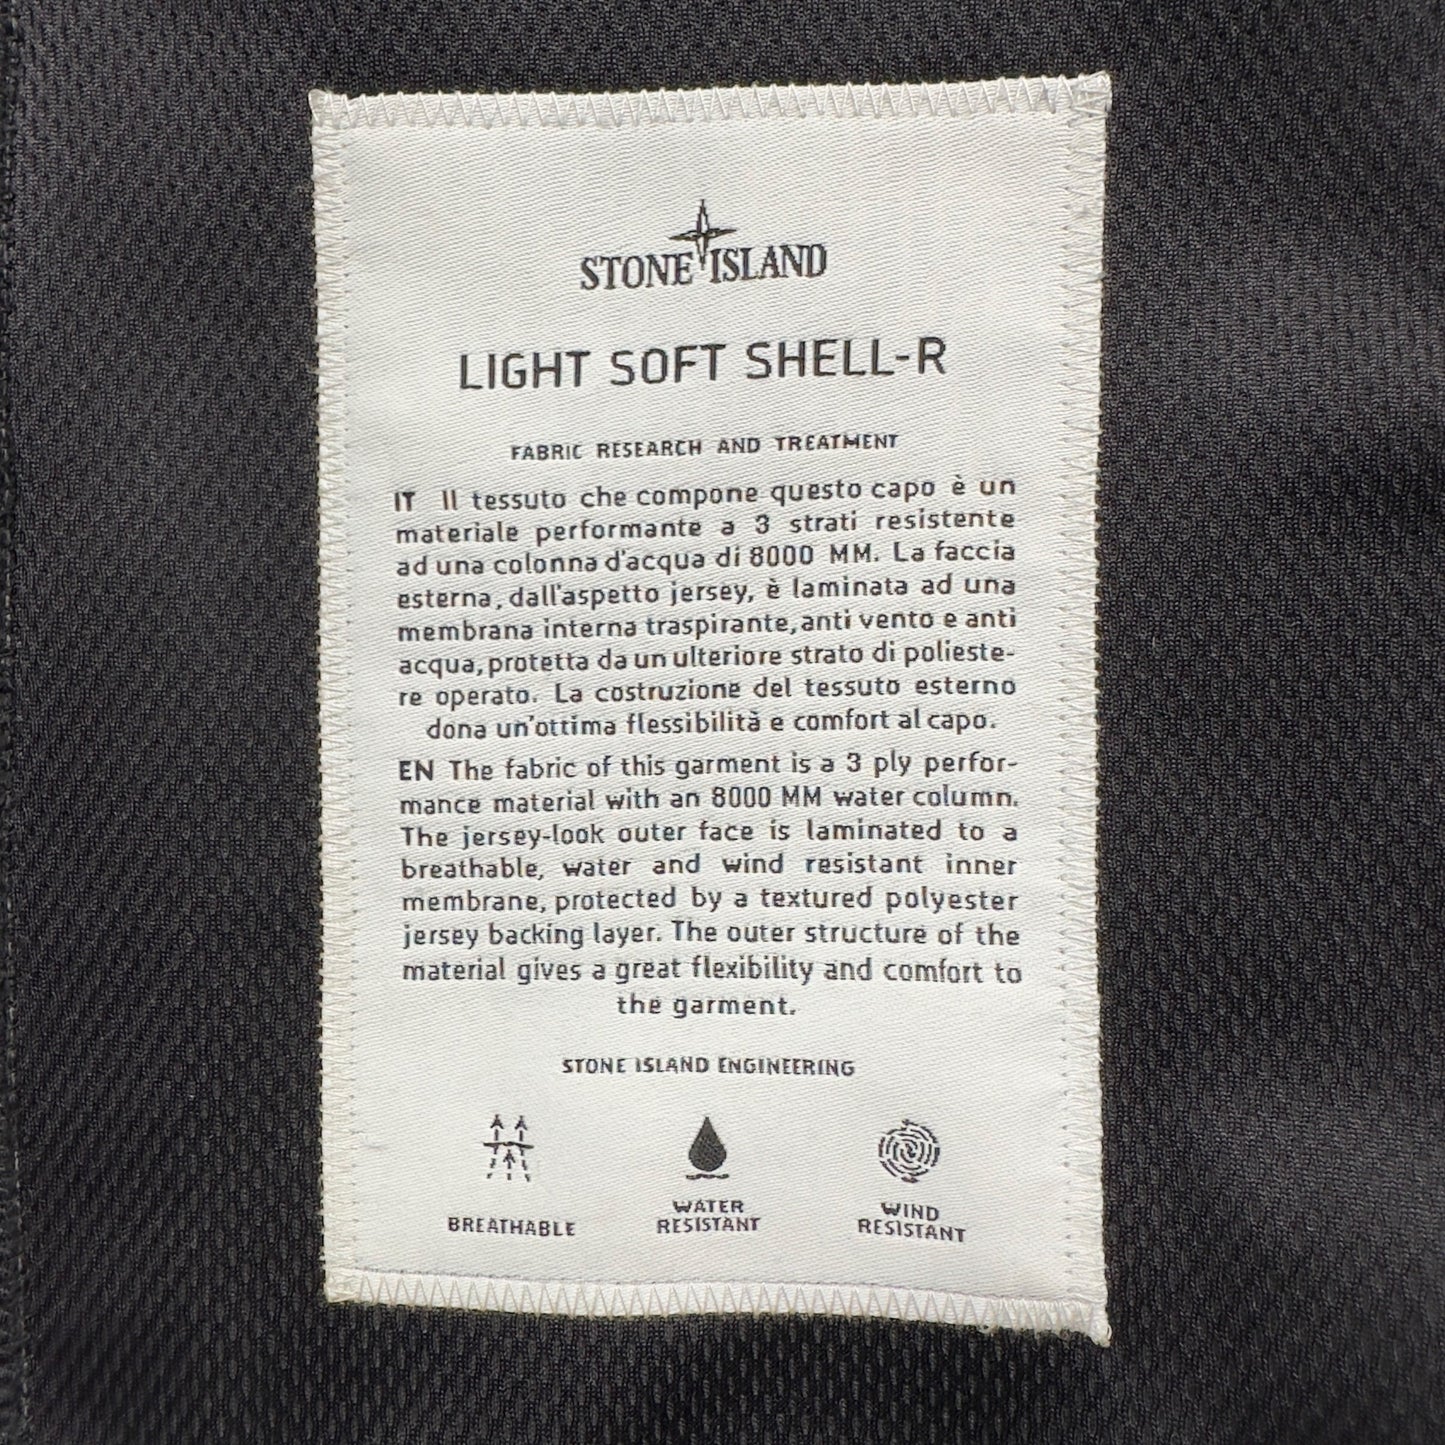 STONE ISLAND
LIGHT SOFT SHELL-R
FABRIC RESEARCH AND TREATMENT
IT Il tessuto che compone questo capo è un
materiale performante a 3 strati resistente
ad una colonna d'acqua di 8000 MM. La faccia
esterna, dall'aspetto jersey, è laminata ad una
membrana interna traspirante, anti vento e anti
acqua, protetta da un ulteriore strato di polieste-
re operato. La costruzione del tessuto esterno
dona un'ottima flessibilità e comfort al capo.
EN The fabric of this garment is a 3 ply perfor-
mance material with an 8000 MM water column.
The jersey-look outer face is laminated to a
breathable, water and wind resistant inner
membrane, protected by a textured polyester
jersey backing layer. The outer structure of the
material gives a great flexibility and comfort to
the garment.
STONE ISLAND ENGINEERING
BREATHABLE
WATER
RESISTANT
WIND
RESISTANT